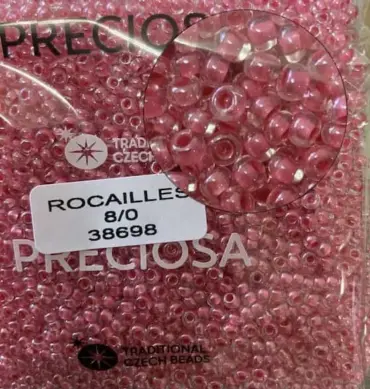 PRECIOSA
TRADITIONAL
CZECH
ROCAILLES
8/0
38698
PRECIOSA
TRADITIONAL
CZECH BEADS